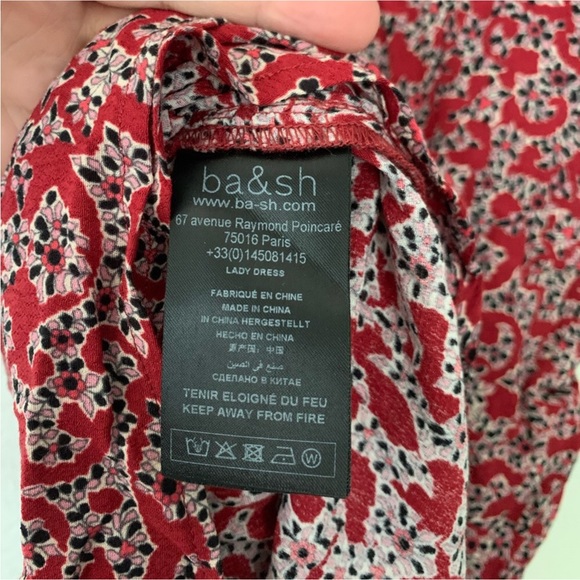 ba&sh
www.ba-sh.com
67 avenue Raymond Poincaré
75016 Paris
+33(0)145081415
LADY DRESS
FABRIQUÉ EN CHINE
MADE IN CHINA
IN CHINA HERGESTELLT
HECHO EN CHINA
原产国：中国
صنع في الصين
СДЕЛАНО В КИТАЕ
TENIR ELOIGNÉ DU FEU
KEEP AWAY FROM FIRE
W